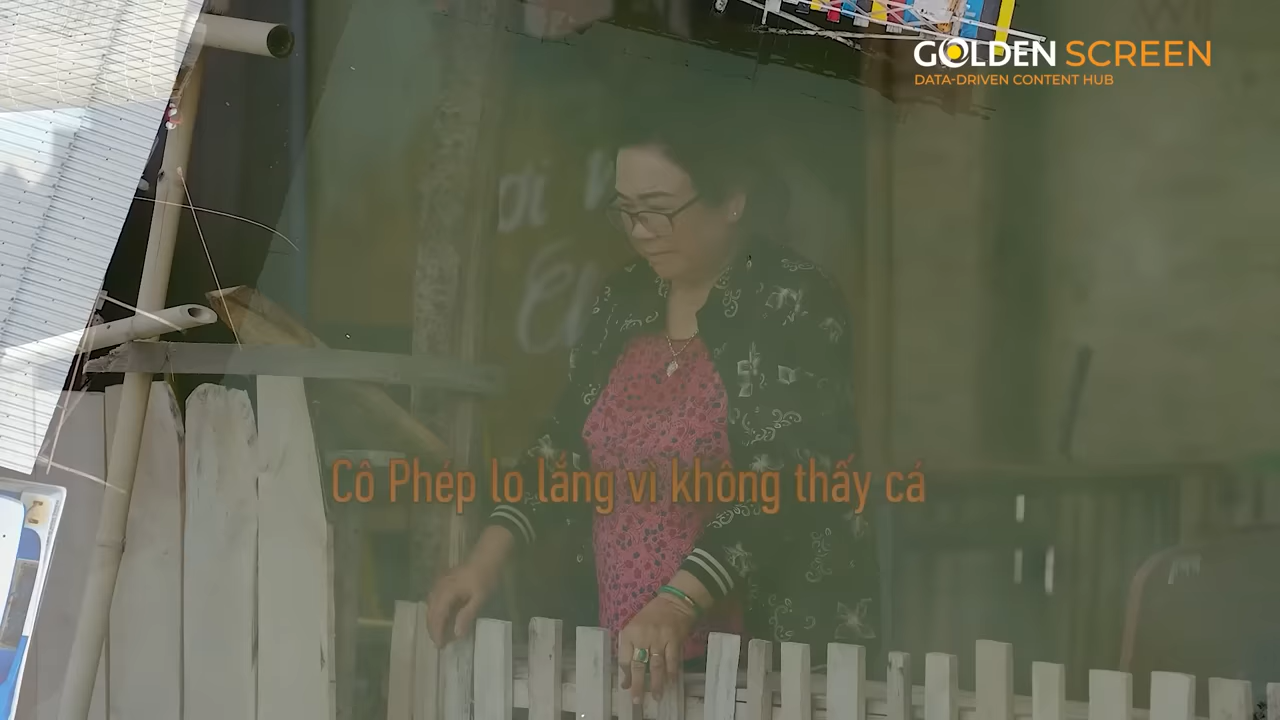 GOLDEN SCREEN
DATA-DRIVEN CONTENT HUB
Cô Phép lo lắng vì không thấy cá